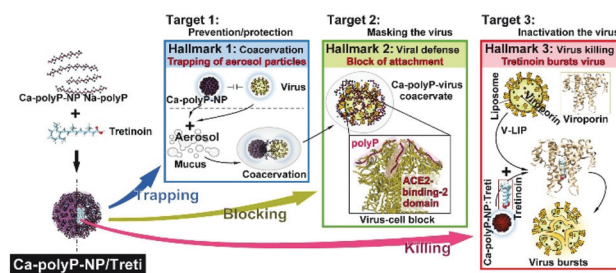 Target 1:
Prevention/protection
Target 2:
Masking the virus
Target 3:
Inactivation the virus
Hallmark 1: Coacervation
Trapping of aerosol particles
Ca-polyP-NP
Virus
+
Aerosol
Mucus
Coacervation
Hallmark 2: Viral defense
Block of attachment
Ca-polyP-virus
coacervate
polyP
ACE2-
binding-2
domain
Virus-cell block
Hallmark 3: Virus killing
Tretinoin bursts virus
Liposome
Viroporin
Viroporin
V-LIP
+
Ca-polyP-NP·Treti
Tretinoin
Virus bursts
Ca-polyP-NP Na-polyP
+
Tretinoin
Trapping
Blocking
Killing
Ca-polyP-NP/Treti